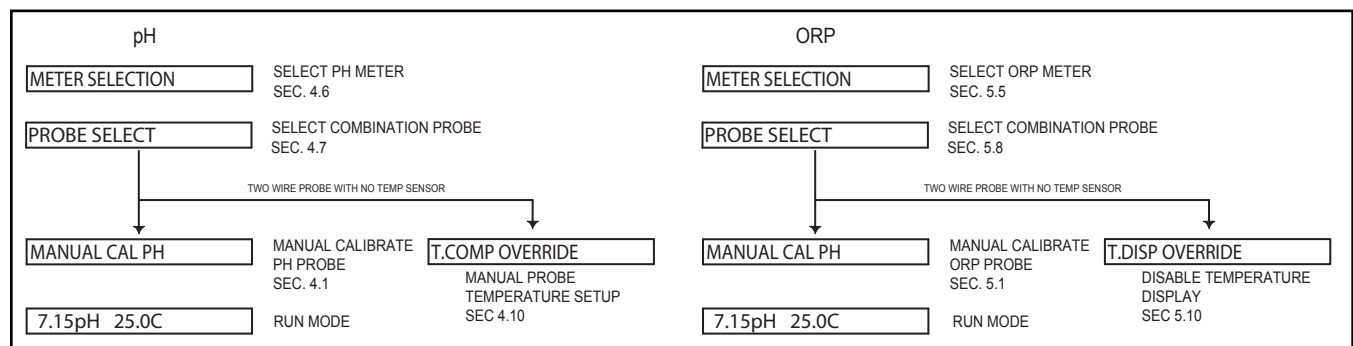 pH
METER SELECTION
SELECT PH METER
SEC. 4.6
PROBE SELECT
SELECT COMBINATION PROBE
SEC. 4.7
TWO WIRE PROBE WITH NO TEMP SENSOR
MANUAL CAL PH
MANUAL CALIBRATE
PH PROBE
SEC. 4.1
T.COMP OVERRIDE
MANUAL PROBE
TEMPERATURE SETUP
SEC 4.10
7.15pH 25.0C
RUN MODE
ORP
METER SELECTION
SELECT ORP METER
SEC. 5.5
PROBE SELECT
SELECT COMBINATION PROBE
SEC. 5.8
TWO WIRE PROBE WITH NO TEMP SENSOR
MANUAL CAL PH
MANUAL CALIBRATE
ORP PROBE
SEC. 5.1
T.DISP OVERRIDE
DISABLE TEMPERATURE
DISPLAY
SEC 5.10
7.15pH 25.0C
RUN MODE